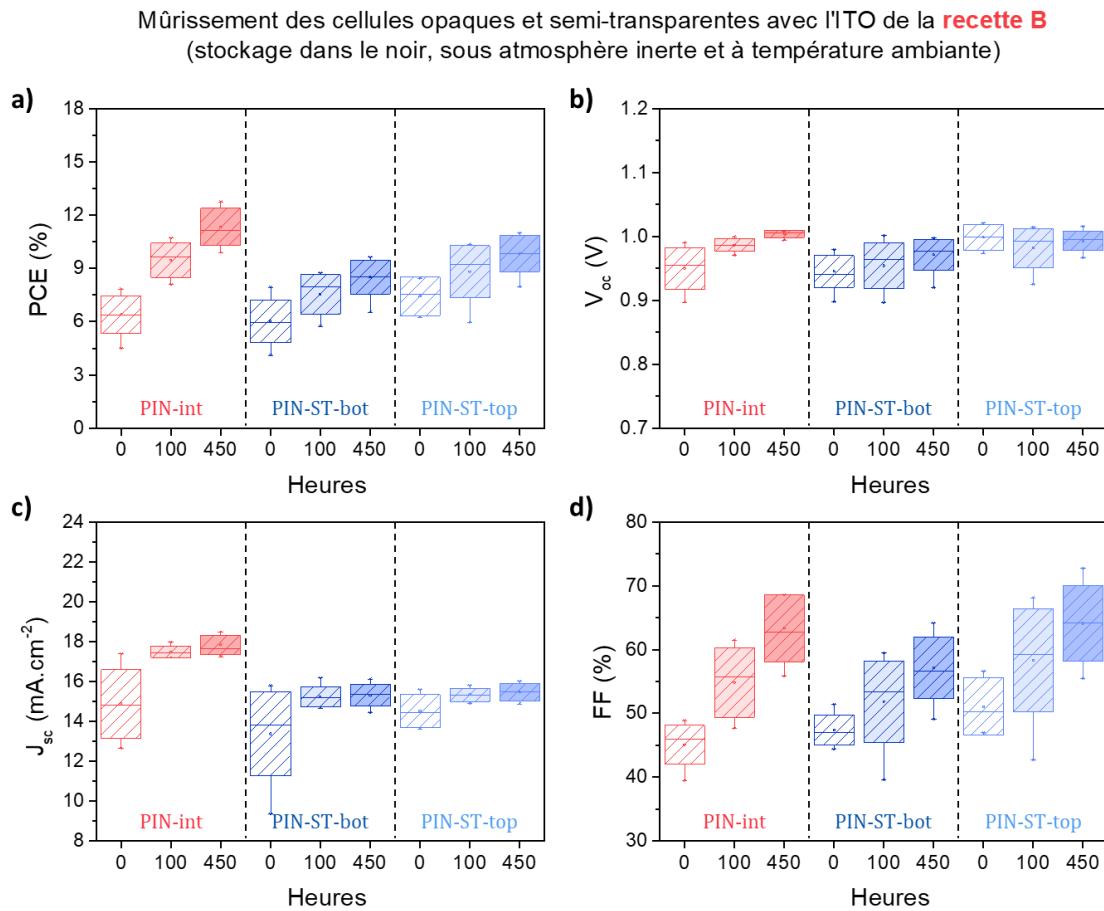 Mûrissement des cellules opaques et semi-transparentes avec l'ITO de la recette B
(stockage dans le noir, sous atmosphère inerte et à température ambiante)
a)
18
15
12
9
6
3
0
PCE (%)
PIN-int
PIN-ST-bot
PIN-ST-top
0 100 450 0 100 450 0 100 450
Heures
b)
1.2
1.1
1.0
0.9
0.8
0.7
Voc (V)
PIN-int
PIN-ST-bot
PIN-ST-top
0 100 450 0 100 450 0 100 450
Heures
c)
24
22
20
18
16
14
12
10
8
Jsc (mA.cm-2)
PIN-int
PIN-ST-bot
PIN-ST-top
0 100 450 0 100 450 0 100 450
Heures
d)
80
70
60
50
40
30
FF (%)
PIN-int
PIN-ST-bot
PIN-ST-top
0 100 450 0 100 450 0 100 450
Heures